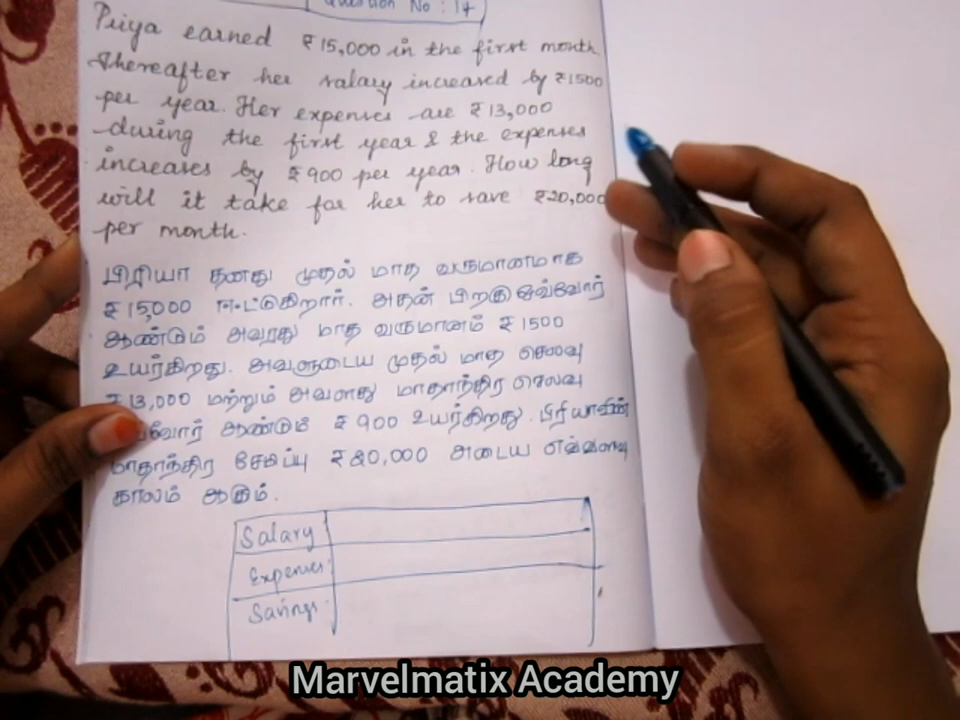 Question No : 14
Priya earned ₹15,000 in the first month
Thereafter her salary increased by ₹1500
per year. Her expenses are ₹13,000
during the first year & the expenses
increases by ₹900 per year. How long
will it take for her to save ₹20,000
per month.
பிரியா தனது முதல் மாத வருமானமாக
₹15,000 ஈட்டுகிறார். அதன் பிறகு ஒவ்வோர்
ஆண்டும் அவரது மாத வருமானம் ₹1500
உயர்கிறது. அவளுடைய முதல் மாத செலவு
₹13,000 மற்றும் அவளது மாதாந்திர செலவு
ஆண்டும் ₹900 உயர்கிறது. பிரியாவின்
மாதாந்திர சேமிப்பு ₹20,000 அடைய எவ்வளவு
காலம் ஆகும்.
Salary
Expenses
Savings
Marvelmatix Academy